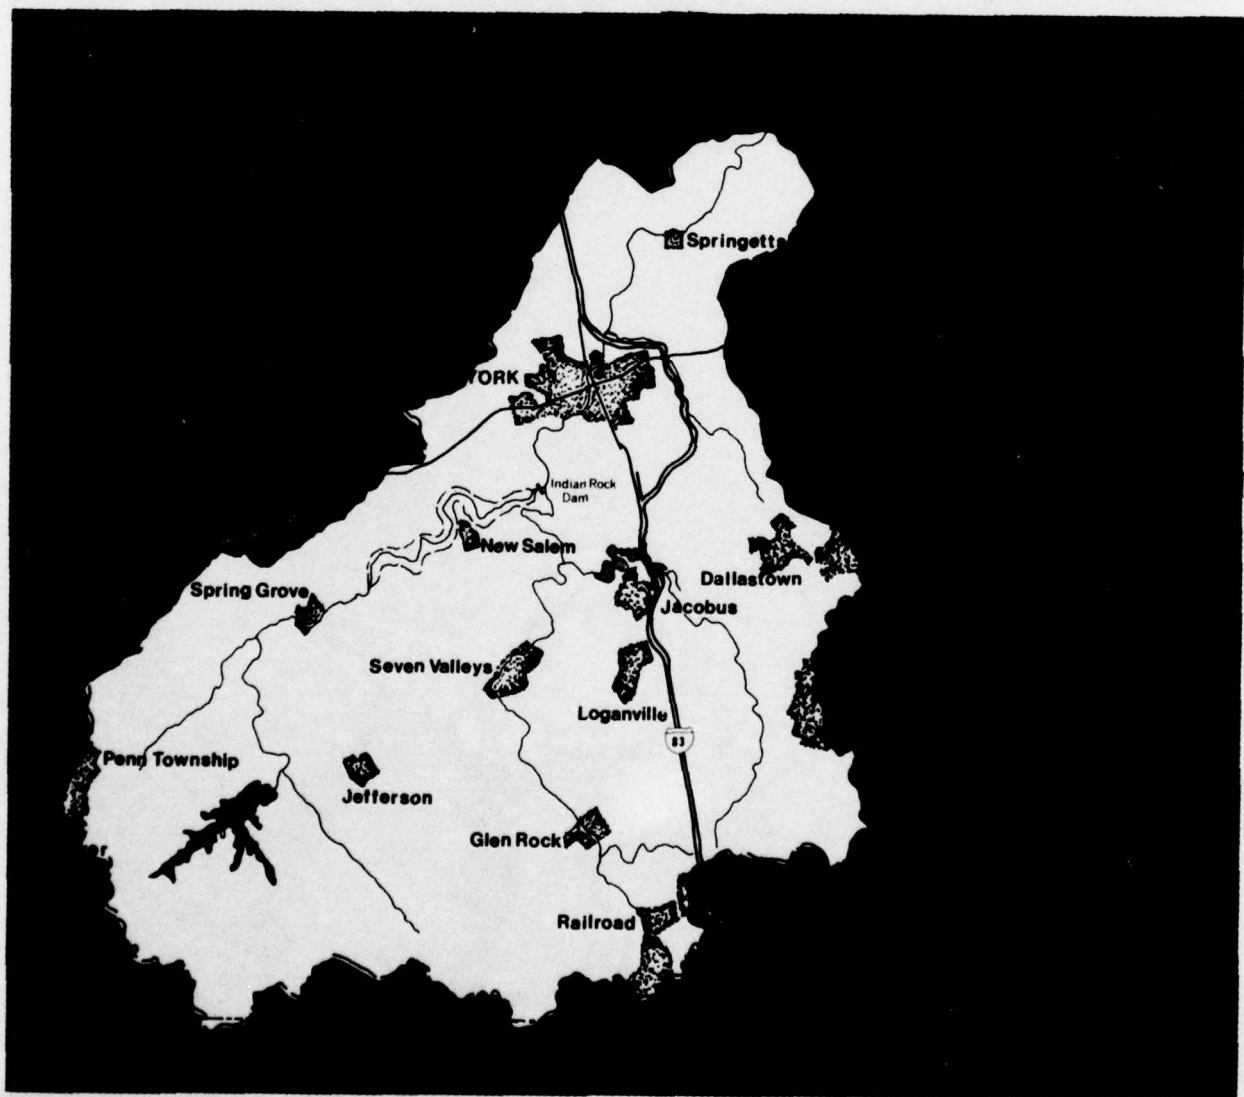 Springetts
YORK
Indian Rock
Dam
New Salem
Dallastown
Spring Grove
Jacobus
Seven Valleys
Loganville
83
Penn Township
Jefferson
Glen Rock
Railroad